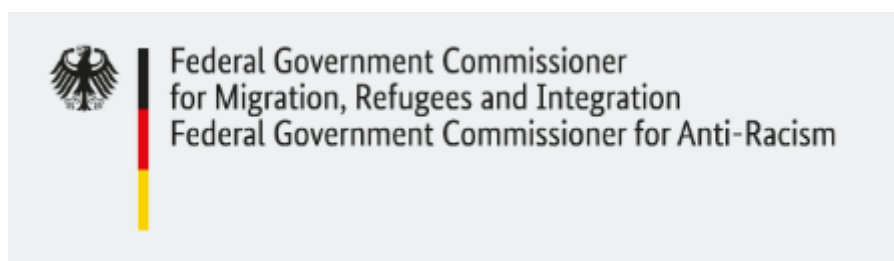 Federal Government Commissioner
for Migration, Refugees and Integration
Federal Government Commissioner for Anti-Racism